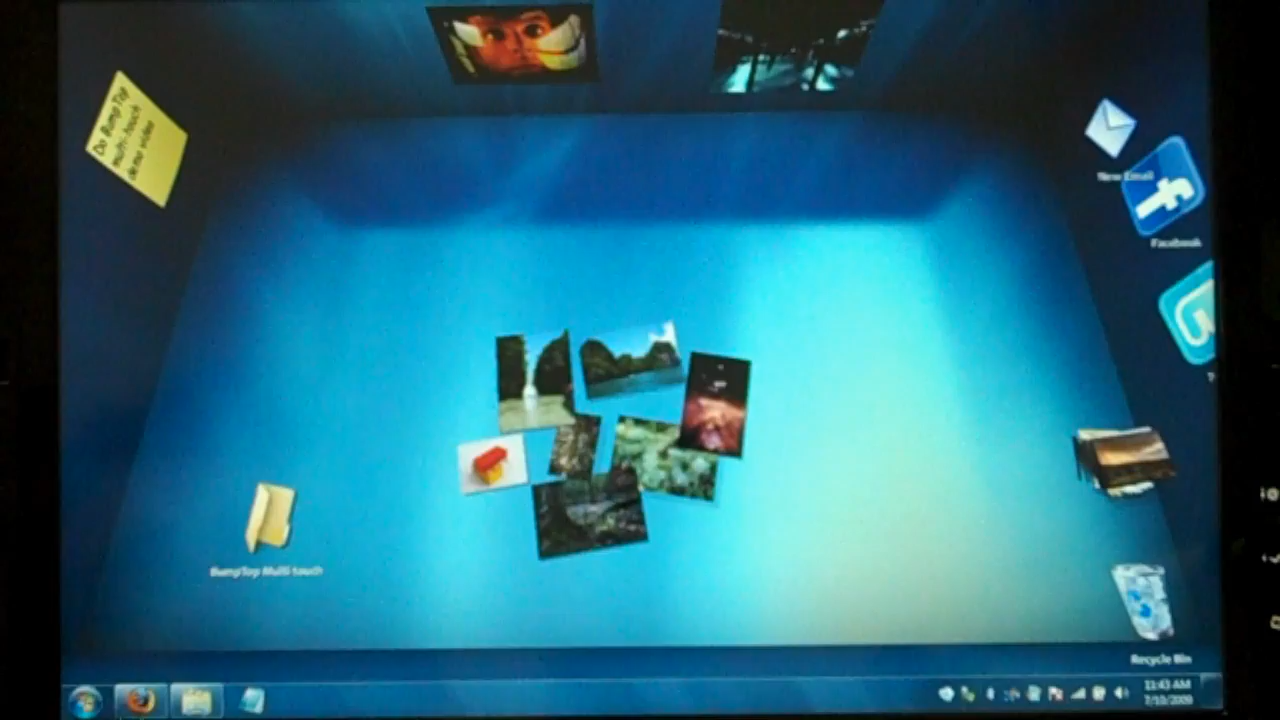 Do BumpTop
multi-touch
demo video
New Email
Facebook
BumpTop Multi touch
Recycle Bin
11:43 AM
7/10/2009